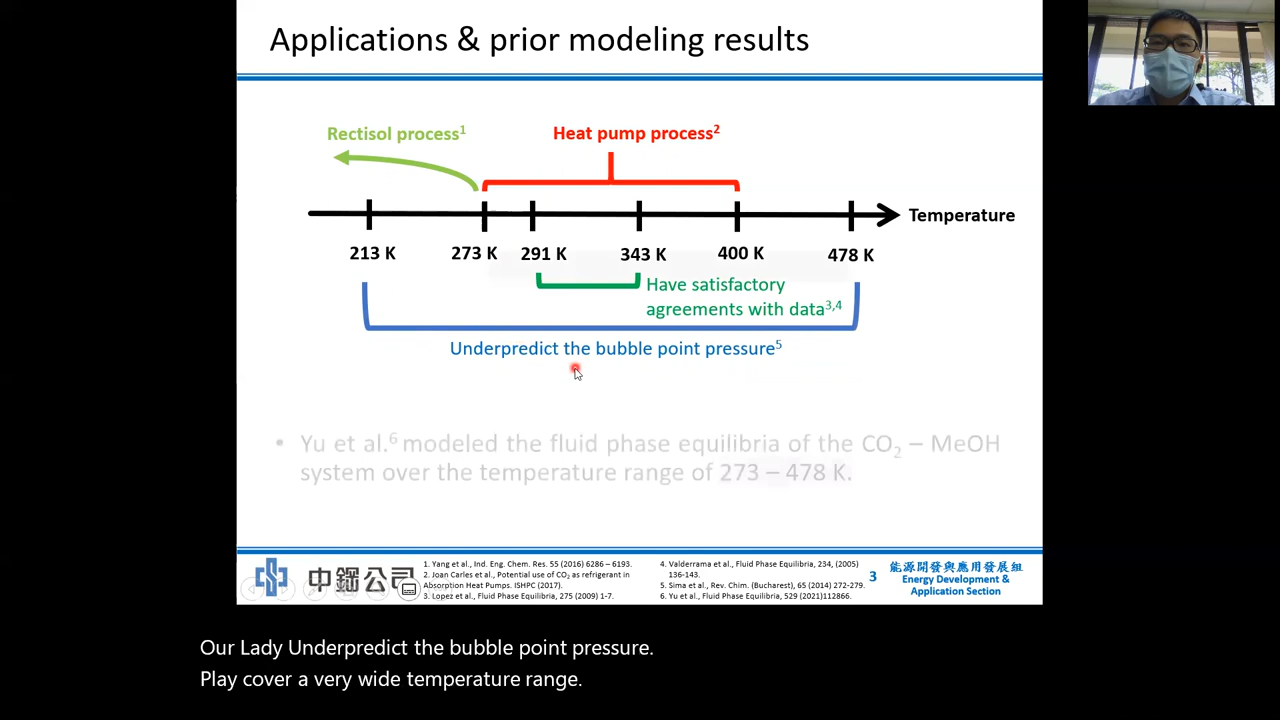 Applications & prior modeling results
Rectisol process1
Heat pump process2
Temperature
213 K
273 K
291 K
343 K
400 K
478 K
Have satisfactory
agreements with data3,4
Underpredict the bubble point pressure5
• Yu et al.6 modeled the fluid phase equilibria of the CO2 – MeOH
system over the temperature range of 273 – 478 K.
中鋼公司
1. Yang et al., Ind. Eng. Chem. Res. 55 (2016) 6286 – 6193.
2. Joan Carles et al., Potential use of CO2 as refrigerant in
Absorption Heat Pumps. ISHPC (2017).
3. Lopez et al., Fluid Phase Equilibria, 275 (2009) 1-7.
4. Valderrama et al., Fluid Phase Equilibria, 234, (2005)
136-143.
5. Sima et al., Rev. Chim. (Bucharest), 65 (2014) 272-279.
6. Yu et al., Fluid Phase Equilibria, 529 (2021)112866.
3
能源開發與應用發展組
Energy Development &
Application Section
Our Lady Underpredict the bubble point pressure.
Play cover a very wide temperature range.